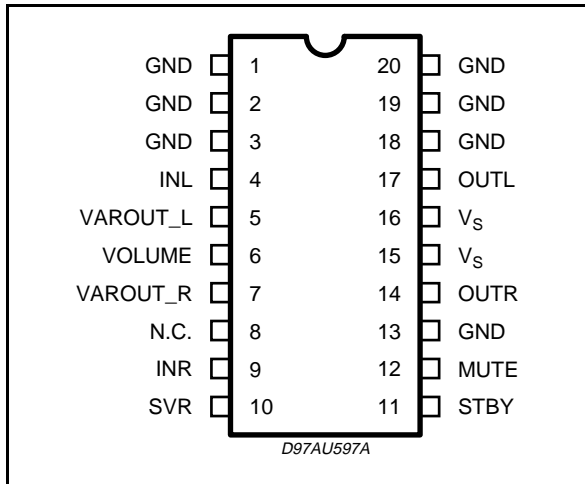 GND 1 20 GND
GND 2 19 GND
GND 3 18 GND
INL 4 17 OUTL
VAROUT_L 5 16 VS
VOLUME 6 15 VS
VAROUT_R 7 14 OUTR
N.C. 8 13 GND
INR 9 12 MUTE
SVR 10 11 STBY
D97AU597A